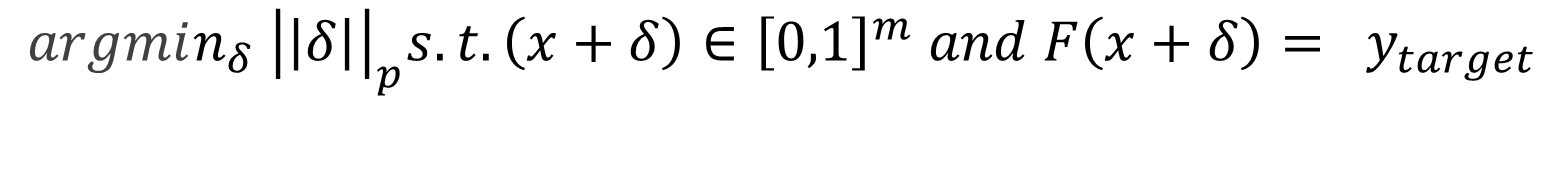 argmin_δ ||δ||_p s.t. (x + δ) ∈ [0,1]^m and F(x + δ) = y_target